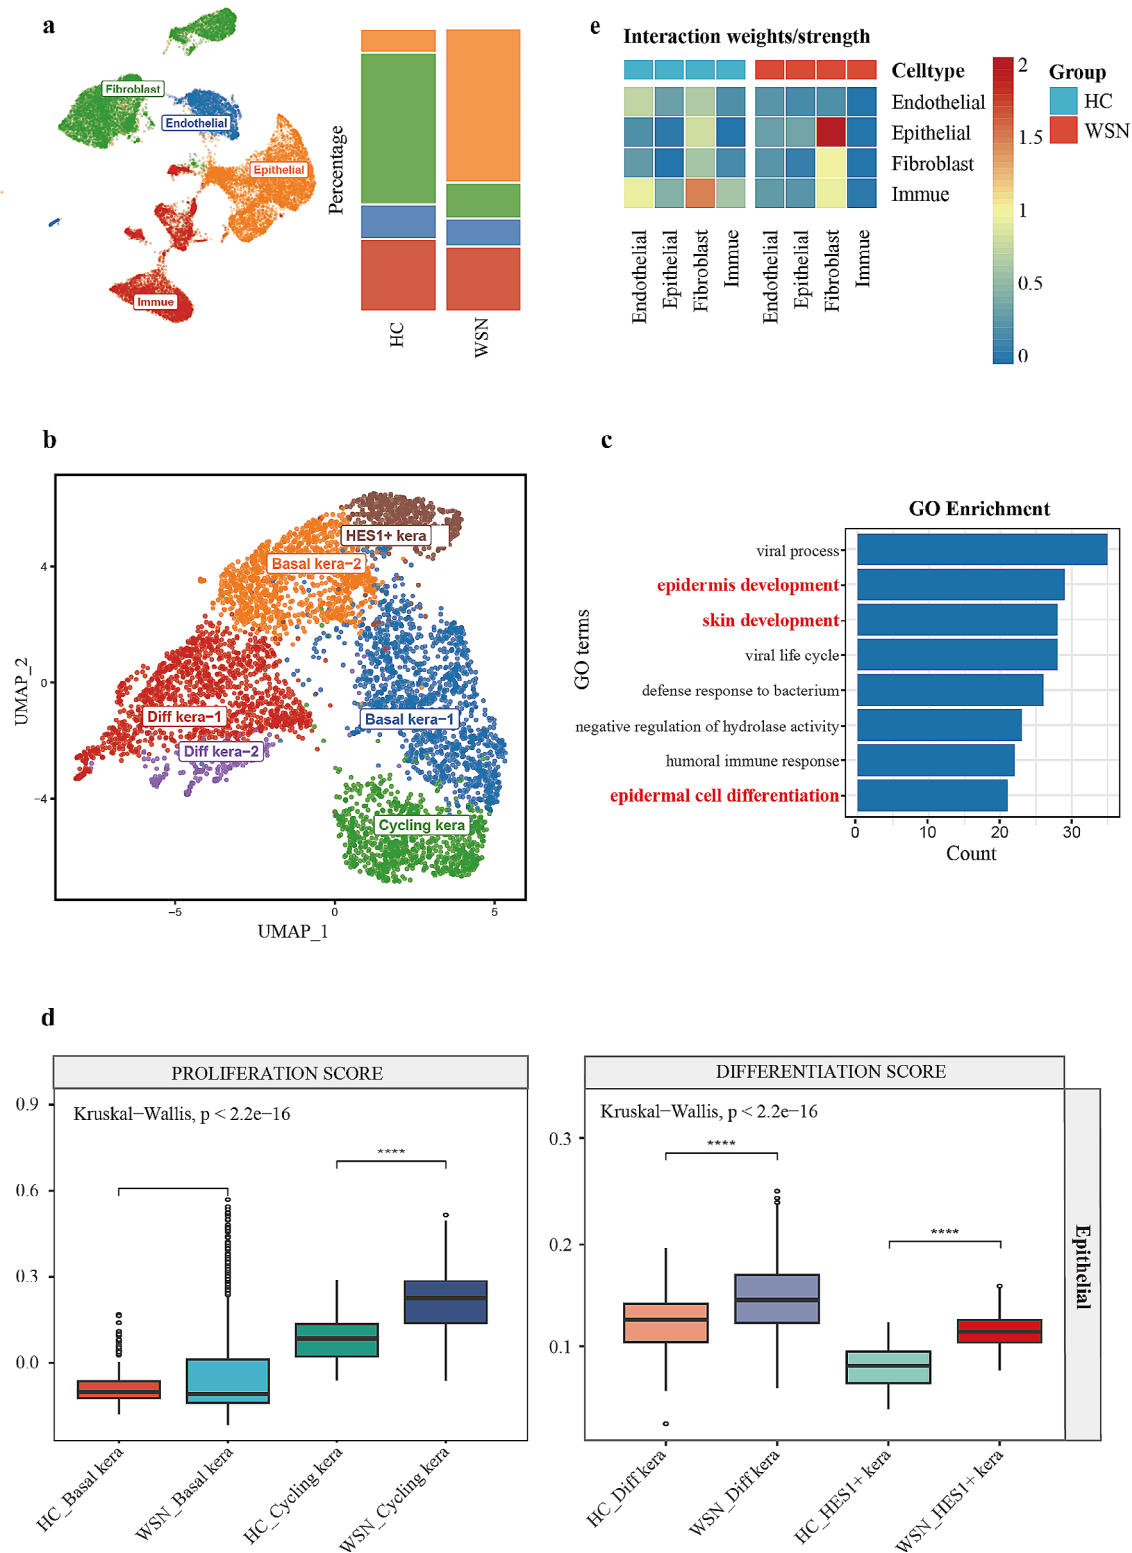 a
Fibroblast
Endothelial
Epithelial
Immue
Percentage
HC
WSN
e
Interaction weights/strength
Celltype
Endothelial
Epithelial
Fibroblast
Immue
Endothelial
Epithelial
Fibroblast
Immue
Endothelial
Epithelial
Fibroblast
Immue
2
1.5
1
0.5
0
Group
HC
WSN
b
HES1+ kera
Basal kera−2
Diff kera−1
Basal kera−1
Diff kera−2
Cycling kera
UMAP_2
4
0
−4
−5
0
5
UMAP_1
c
GO Enrichment
GO terms
viral process
epidermis development
skin development
viral life cycle
defense response to bacterium
negative regulation of hydrolase activity
humoral immune response
epidermal cell differentiation
0
10
20
30
Count
d
PROLIFERATION SCORE
Kruskal−Wallis, p < 2.2e−16
****
0.9
0.6
0.3
0.0
HC_Basal kera
WSN_Basal kera
HC_Cycling kera
WSN_Cycling kera
DIFFERENTIATION SCORE
Kruskal−Wallis, p < 2.2e−16
****
****
0.3
0.2
0.1
Epithelial
HC_Diff kera
WSN_Diff kera
HC_HES1+ kera
WSN_HES1+ kera